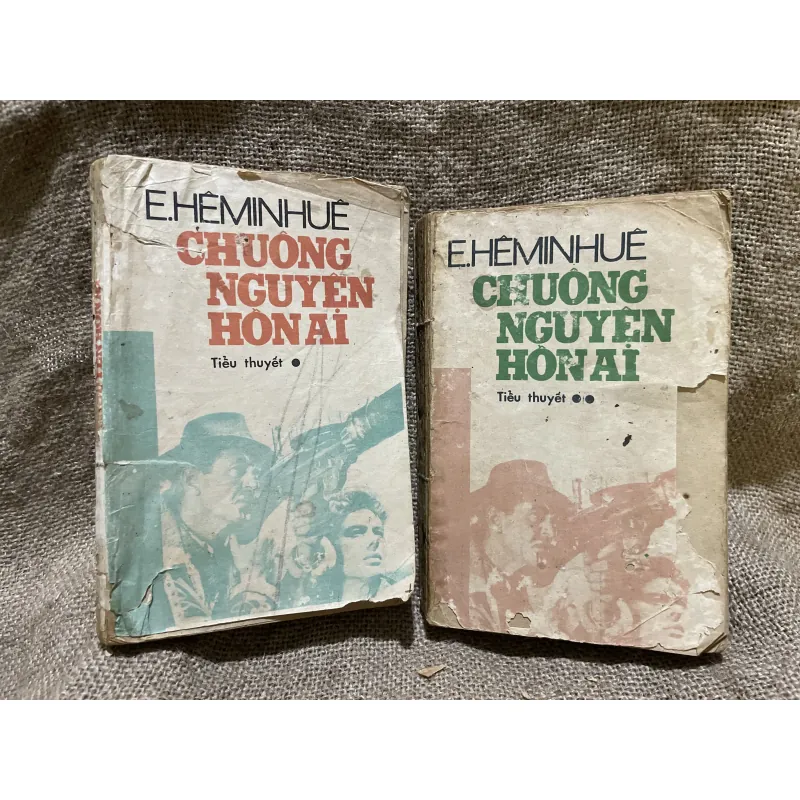 E.HÊMINHUÊ
CHUÔNG
NGUYỆN
HỒN AI
Tiểu thuyết ●
E.HÊMINHUÊ
CHUÔNG
NGUYỆN
HỒN AI
Tiểu thuyết ●●